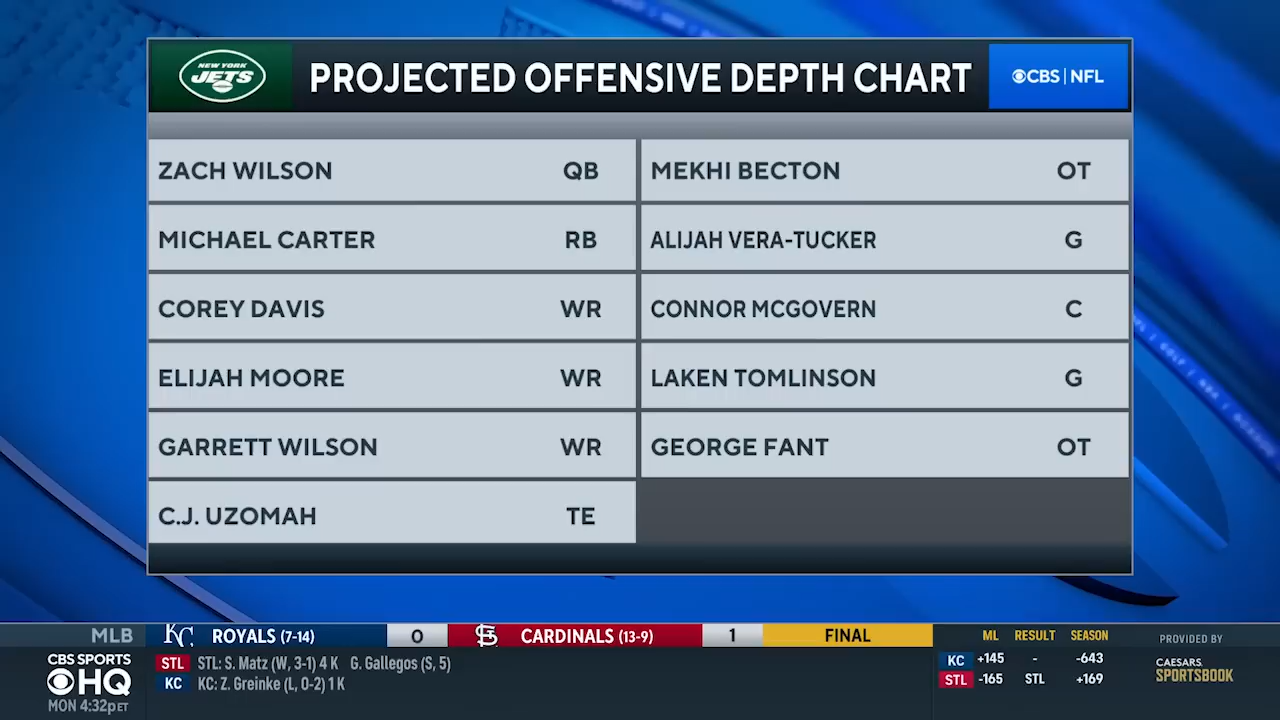 NEW YORK
JETS
PROJECTED OFFENSIVE DEPTH CHART
CBS | NFL
ZACH WILSON QB
MICHAEL CARTER RB
COREY DAVIS WR
ELIJAH MOORE WR
GARRETT WILSON WR
C.J. UZOMAH TE
MEKHI BECTON OT
ALIJAH VERA-TUCKER G
CONNOR MCGOVERN C
LAKEN TOMLINSON G
GEORGE FANT OT
MLB
KC ROYALS (7-14) 0 STL CARDINALS (13-9) 1 FINAL
CBS SPORTS
HQ
MON 4:32PET
STL STL: S. Matz (W, 3-1) 4 K G. Gallegos (S, 5)
KC KC: Z. Greinke (L, 0-2) 1 K
ML RESULT SEASON
KC +145 - -643
STL -165 STL +169
PROVIDED BY
CAESARS
SPORTSBOOK